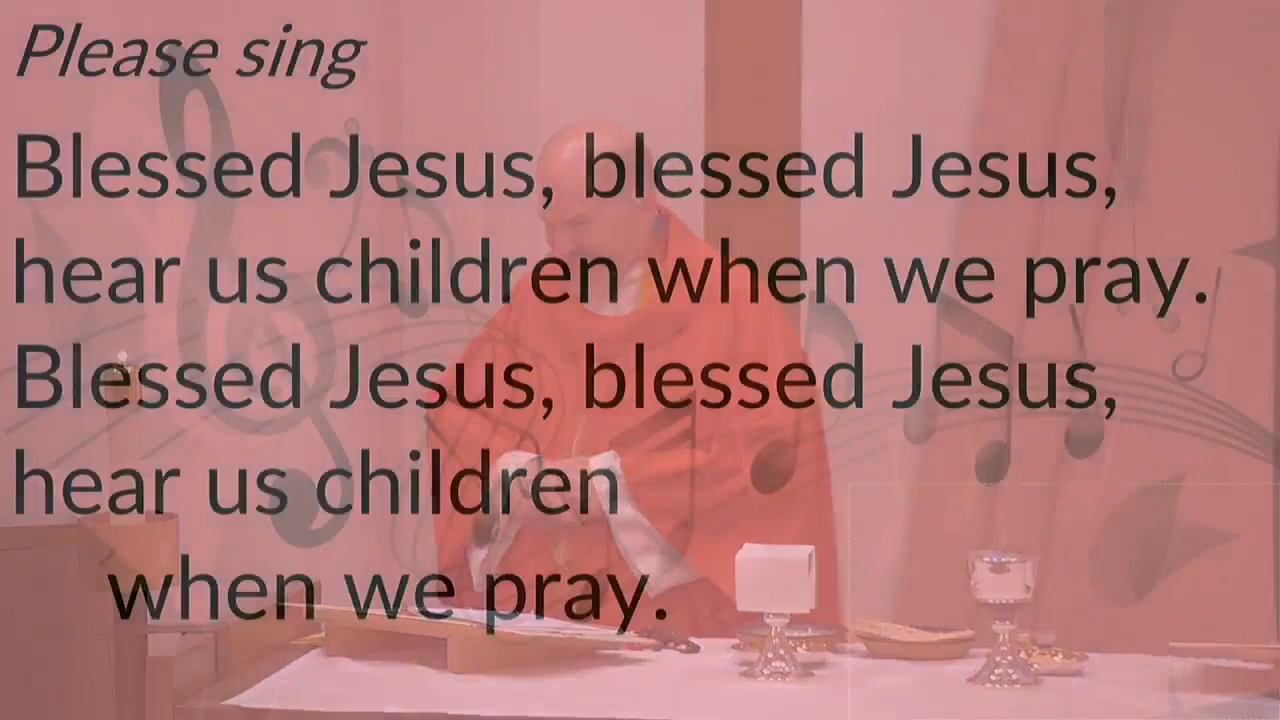 Please sing
Blessed Jesus, blessed Jesus,
hear us children when we pray.
Blessed Jesus, blessed Jesus,
hear us children
when we pray.